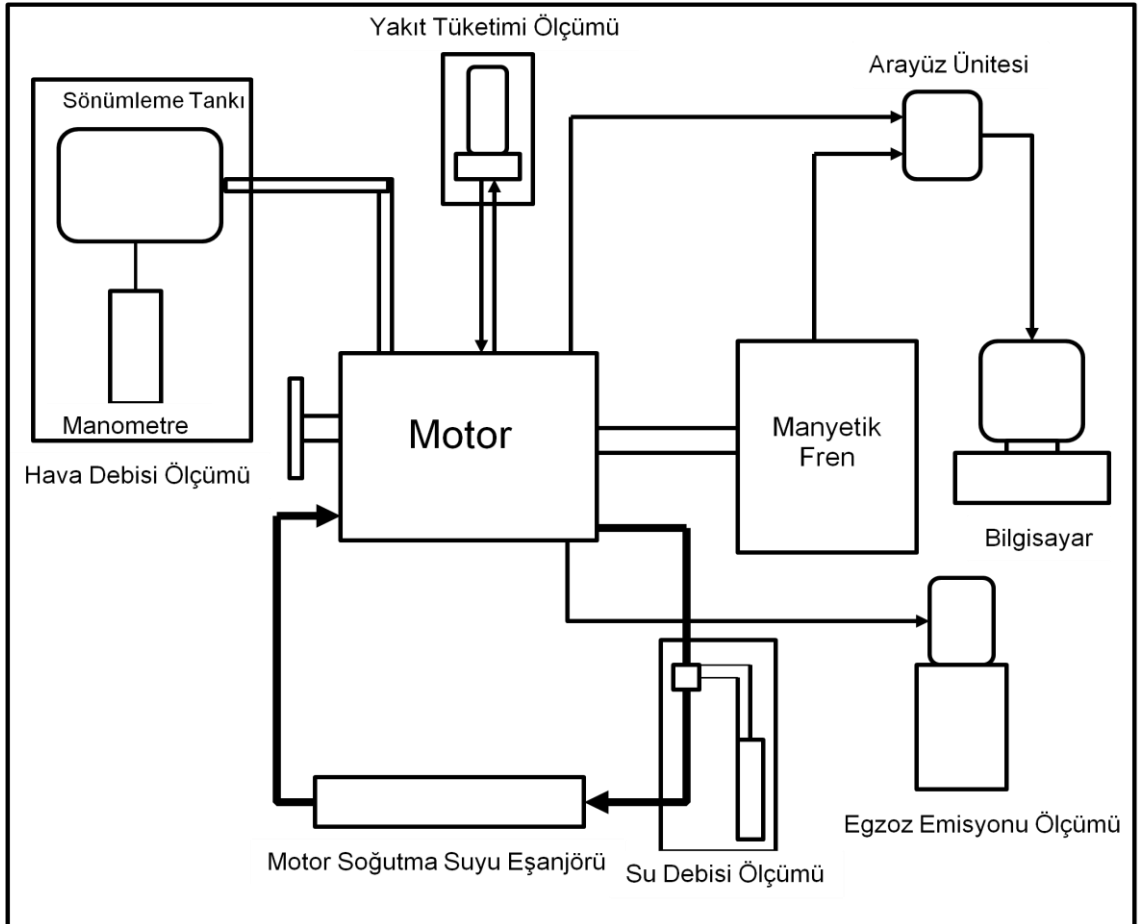 Yakıt Tüketimi Ölçümü
Arayüz Ünitesi
Sönümleme Tankı
Manometre
Hava Debisi Ölçümü
Motor
Manyetik
Fren
Bilgisayar
Egzoz Emisyonu Ölçümü
Motor Soğutma Suyu Eşanjörü
Su Debisi Ölçümü